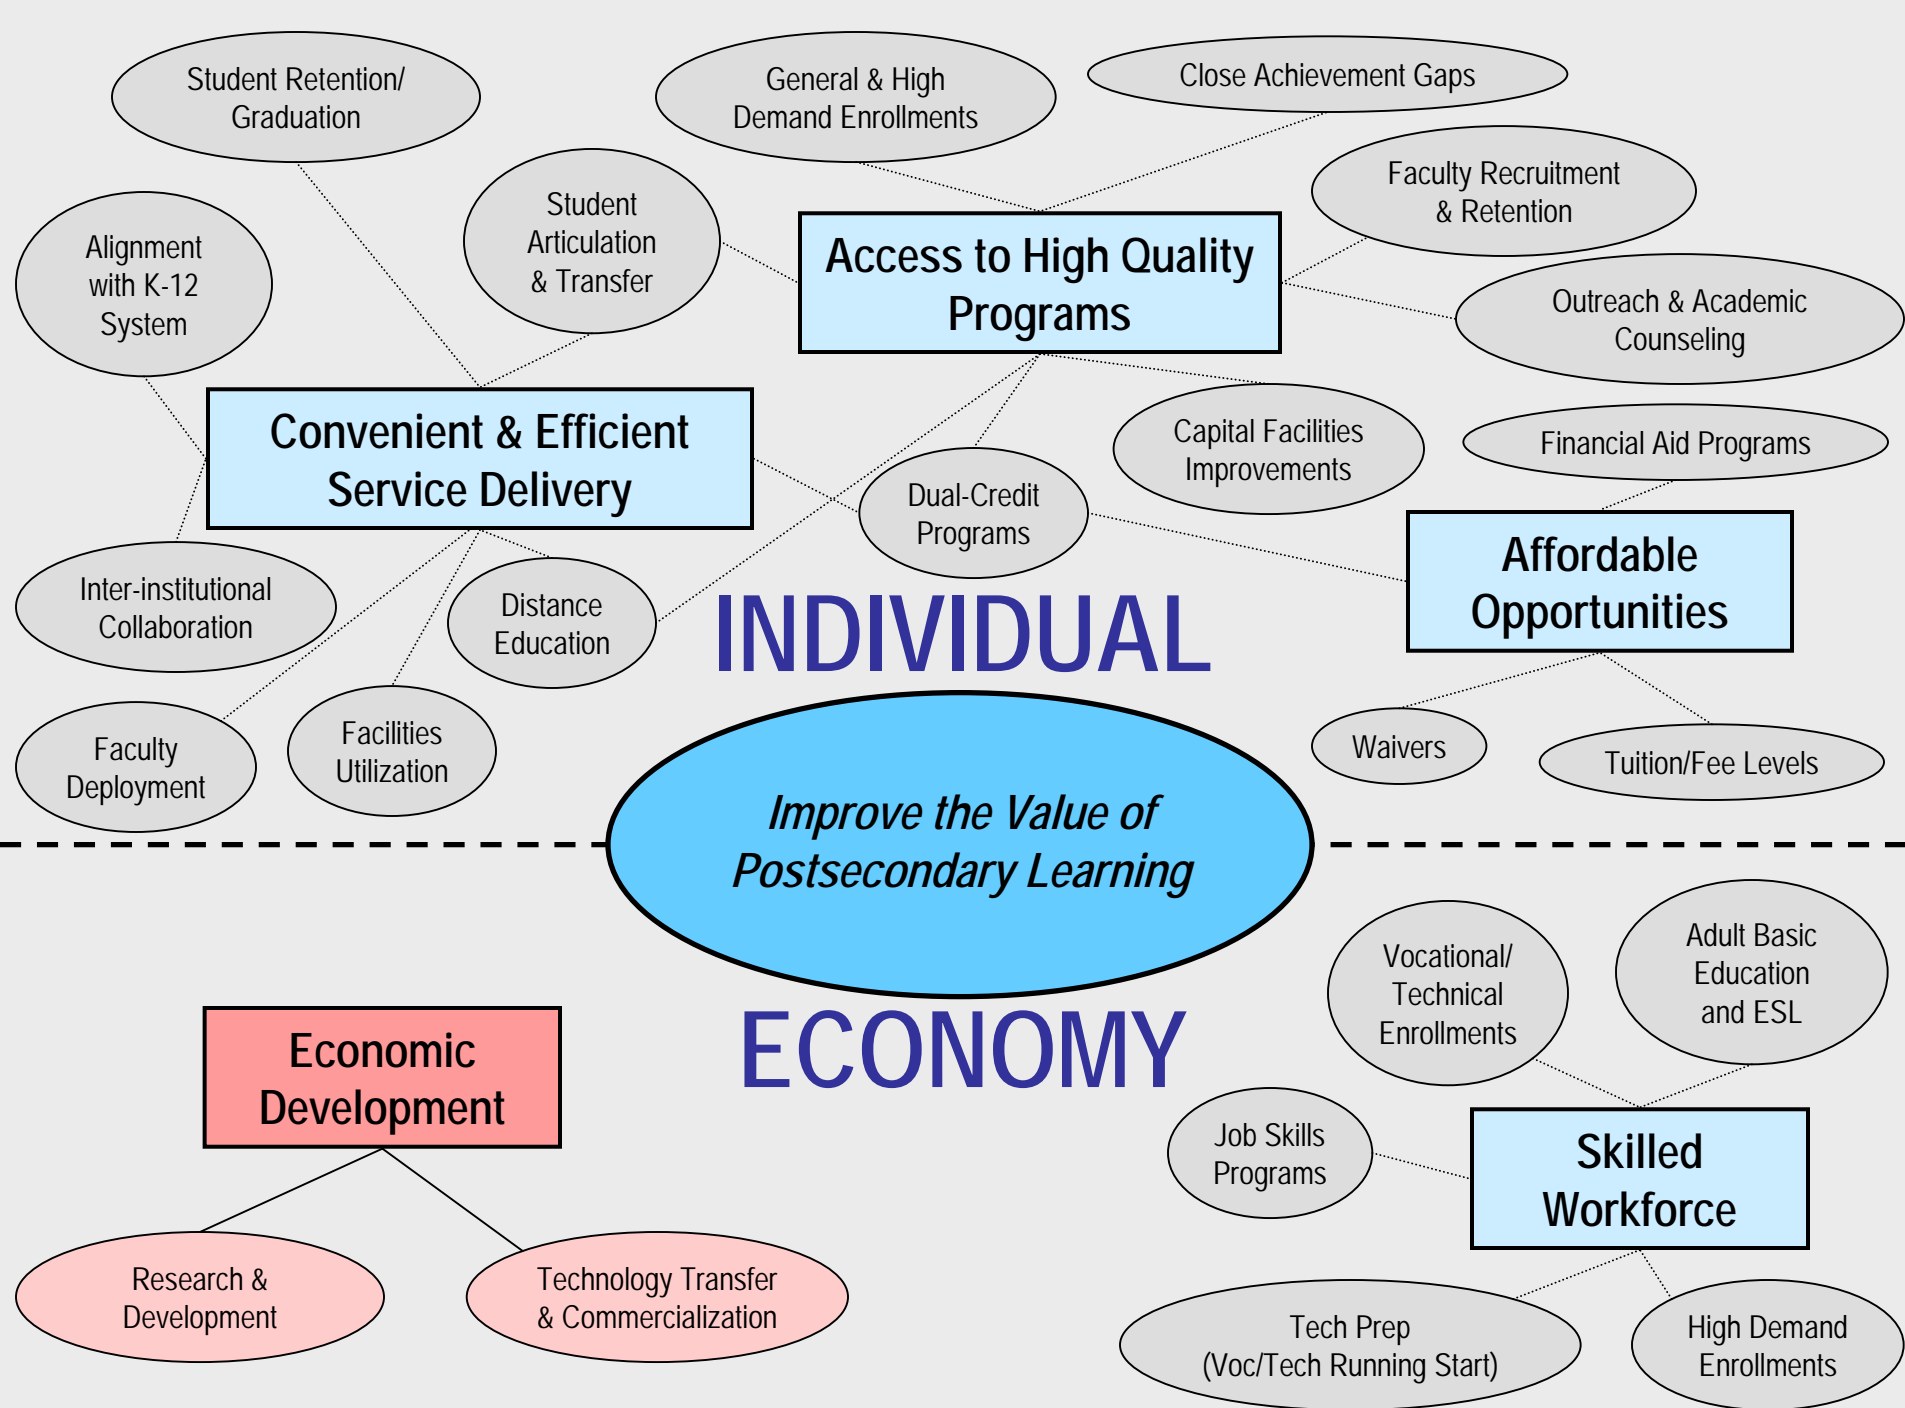 Student Retention/
Graduation
General & High
Demand Enrollments
Close Achievement Gaps
Faculty Recruitment
& Retention
Student
Articulation
& Transfer
Alignment
with K-12
System
Access to High Quality
Programs
Outreach & Academic
Counseling
Convenient & Efficient
Service Delivery
Capital Facilities
Improvements
Financial Aid Programs
Dual-Credit
Programs
Affordable
Opportunities
Inter-institutional
Collaboration
Distance
Education
INDIVIDUAL
Faculty
Deployment
Facilities
Utilization
Waivers
Tuition/Fee Levels
Improve the Value of
Postsecondary Learning
Vocational/
Technical
Enrollments
Adult Basic
Education
and ESL
ECONOMY
Economic
Development
Job Skills
Programs
Skilled
Workforce
Research &
Development
Technology Transfer
& Commercialization
Tech Prep
(Voc/Tech Running Start)
High Demand
Enrollments